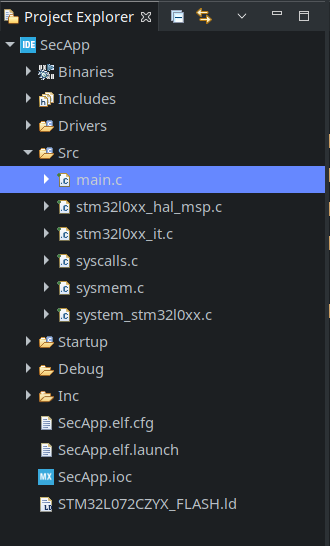 Project Explorer
IDE SecApp
Binaries
Includes
Drivers
Src
.c main.c
.c stm32l0xx_hal_msp.c
.c stm32l0xx_it.c
.c syscalls.c
.c sysmem.c
.c system_stm32l0xx.c
Startup
Debug
Inc
SecApp.elf.cfg
SecApp.elf.launch
MX SecApp.ioc
STM32L072CZYX_FLASH.ld